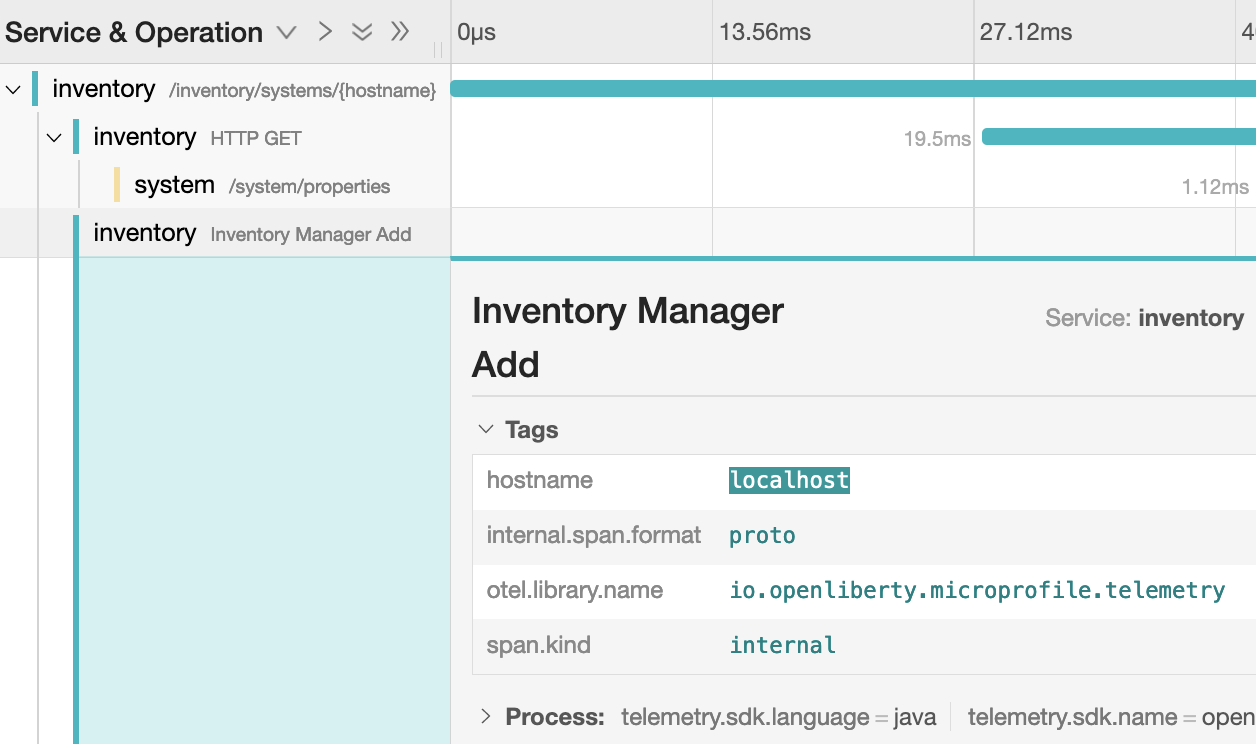 Service & Operation 0μs 13.56ms 27.12ms
inventory /inventory/systems/{hostname}
inventory HTTP GET 19.5ms
system /system/properties 1.12ms
inventory Inventory Manager Add
Inventory Manager
Add
Service: inventory
Tags
hostname localhost
internal.span.format proto
otel.library.name io.openliberty.microprofile.telemetry
span.kind internal
Process: telemetry.sdk.language = java telemetry.sdk.name = open